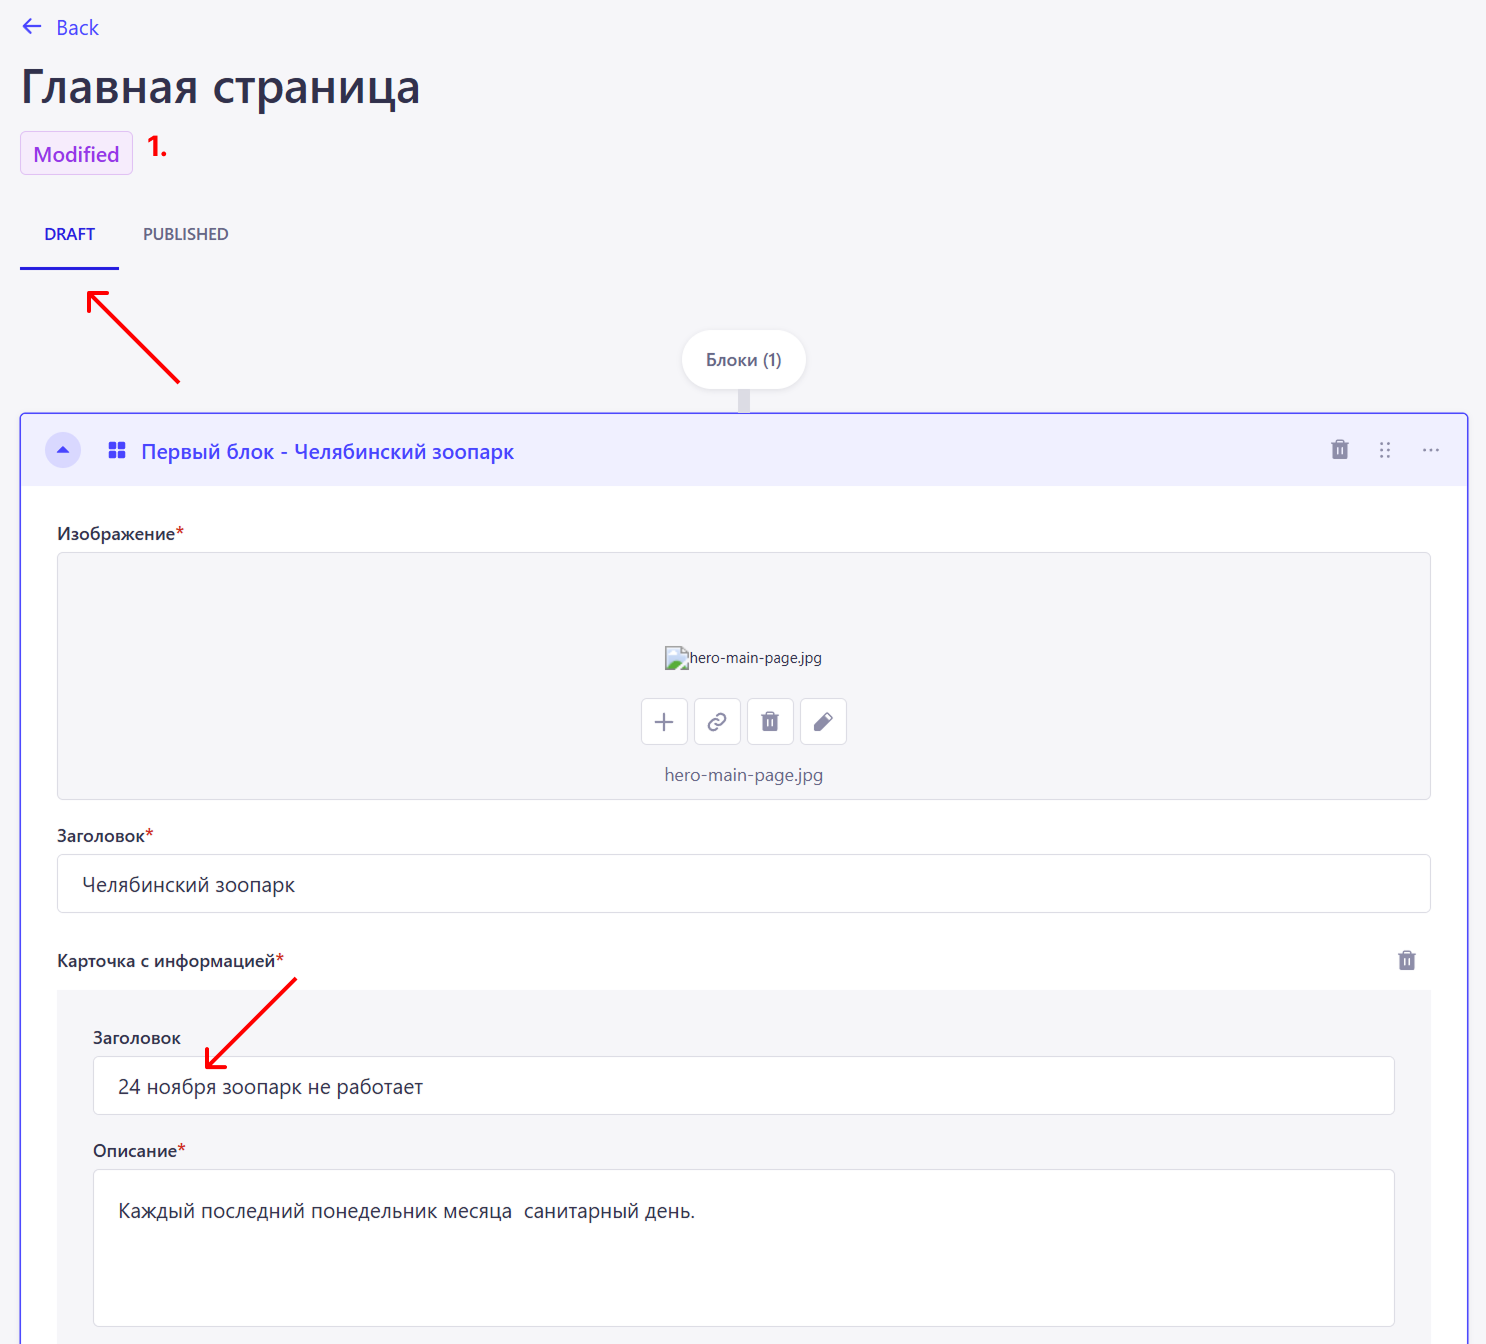 Back
Главная страница
Modified 1.
DRAFT PUBLISHED
Блоки (1)
Первый блок - Челябинский зоопарк
Изображение*
hero-main-page.jpg
hero-main-page.jpg
Заголовок*
Челябинский зоопарк
Карточка с информацией*
Заголовок
24 ноября зоопарк не работает
Описание*
Каждый последний понедельник месяца  санитарный день.